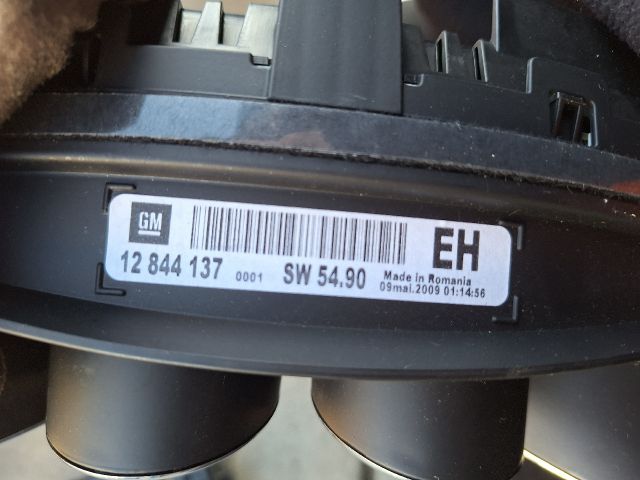 GM
EH
12 844 137 0001 SW 54.90
Made in Romania
09mai.2009 01:14:56